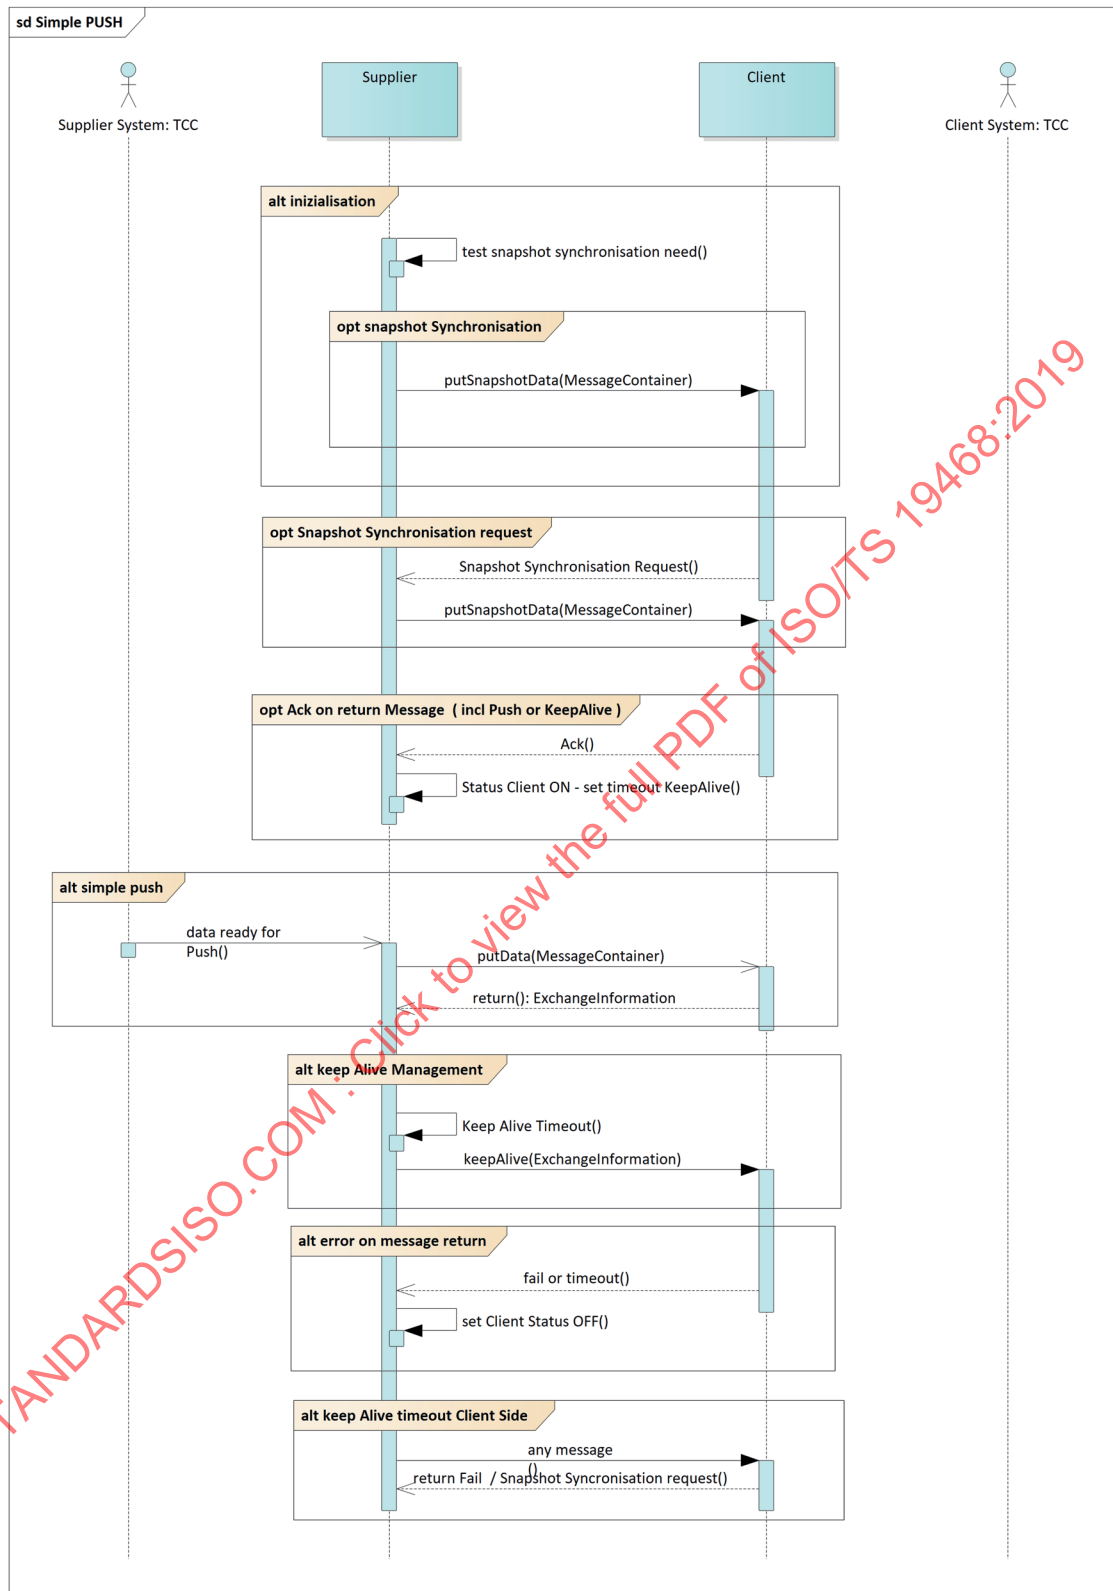 sd Simple PUSH
Supplier
Client
Supplier System: TCC
Client System: TCC
alt inizialisation
test snapshot synchronisation need()
opt snapshot Synchronisation
putSnapshotData(MessageContainer)
opt Snapshot Synchronisation request
Snapshot Synchronisation Request()
putSnapshotData(MessageContainer)
opt Ack on return Message ( incl Push or KeepAlive )
Ack()
Status Client ON - set timeout KeepAlive()
alt simple push
data ready for
Push()
putData(MessageContainer)
return(): ExchangeInformation
alt keep Alive Management
Keep Alive Timeout()
keepAlive(ExchangeInformation)
alt error on message return
fail or timeout()
set Client Status OFF()
alt keep Alive timeout Client Side
any message
()
return Fail / Snapshot Syncronisation request()
TANDARDSISO.COM : Click to view the full PDF of ISO/TS 19468:2019